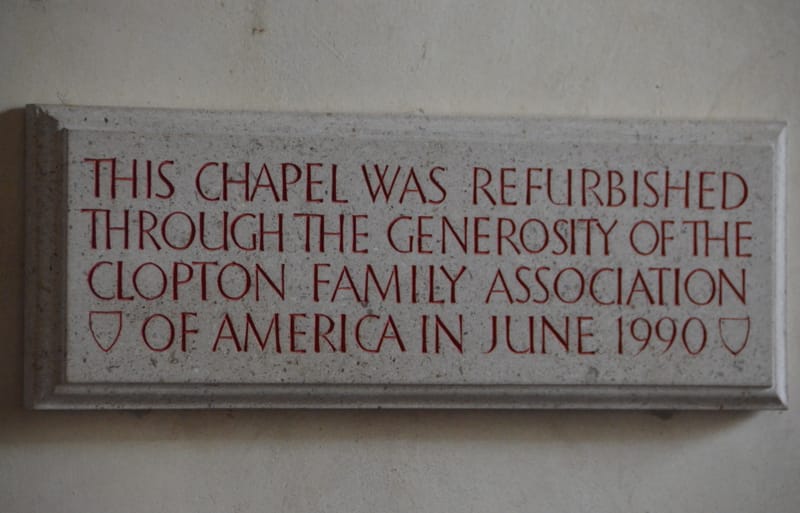 THIS CHAPEL WAS REFURBISHED
THROUGH THE GENEROSITY OF THE
CLOPTON FAMILY ASSOCIATION
OF AMERICA IN JUNE 1990